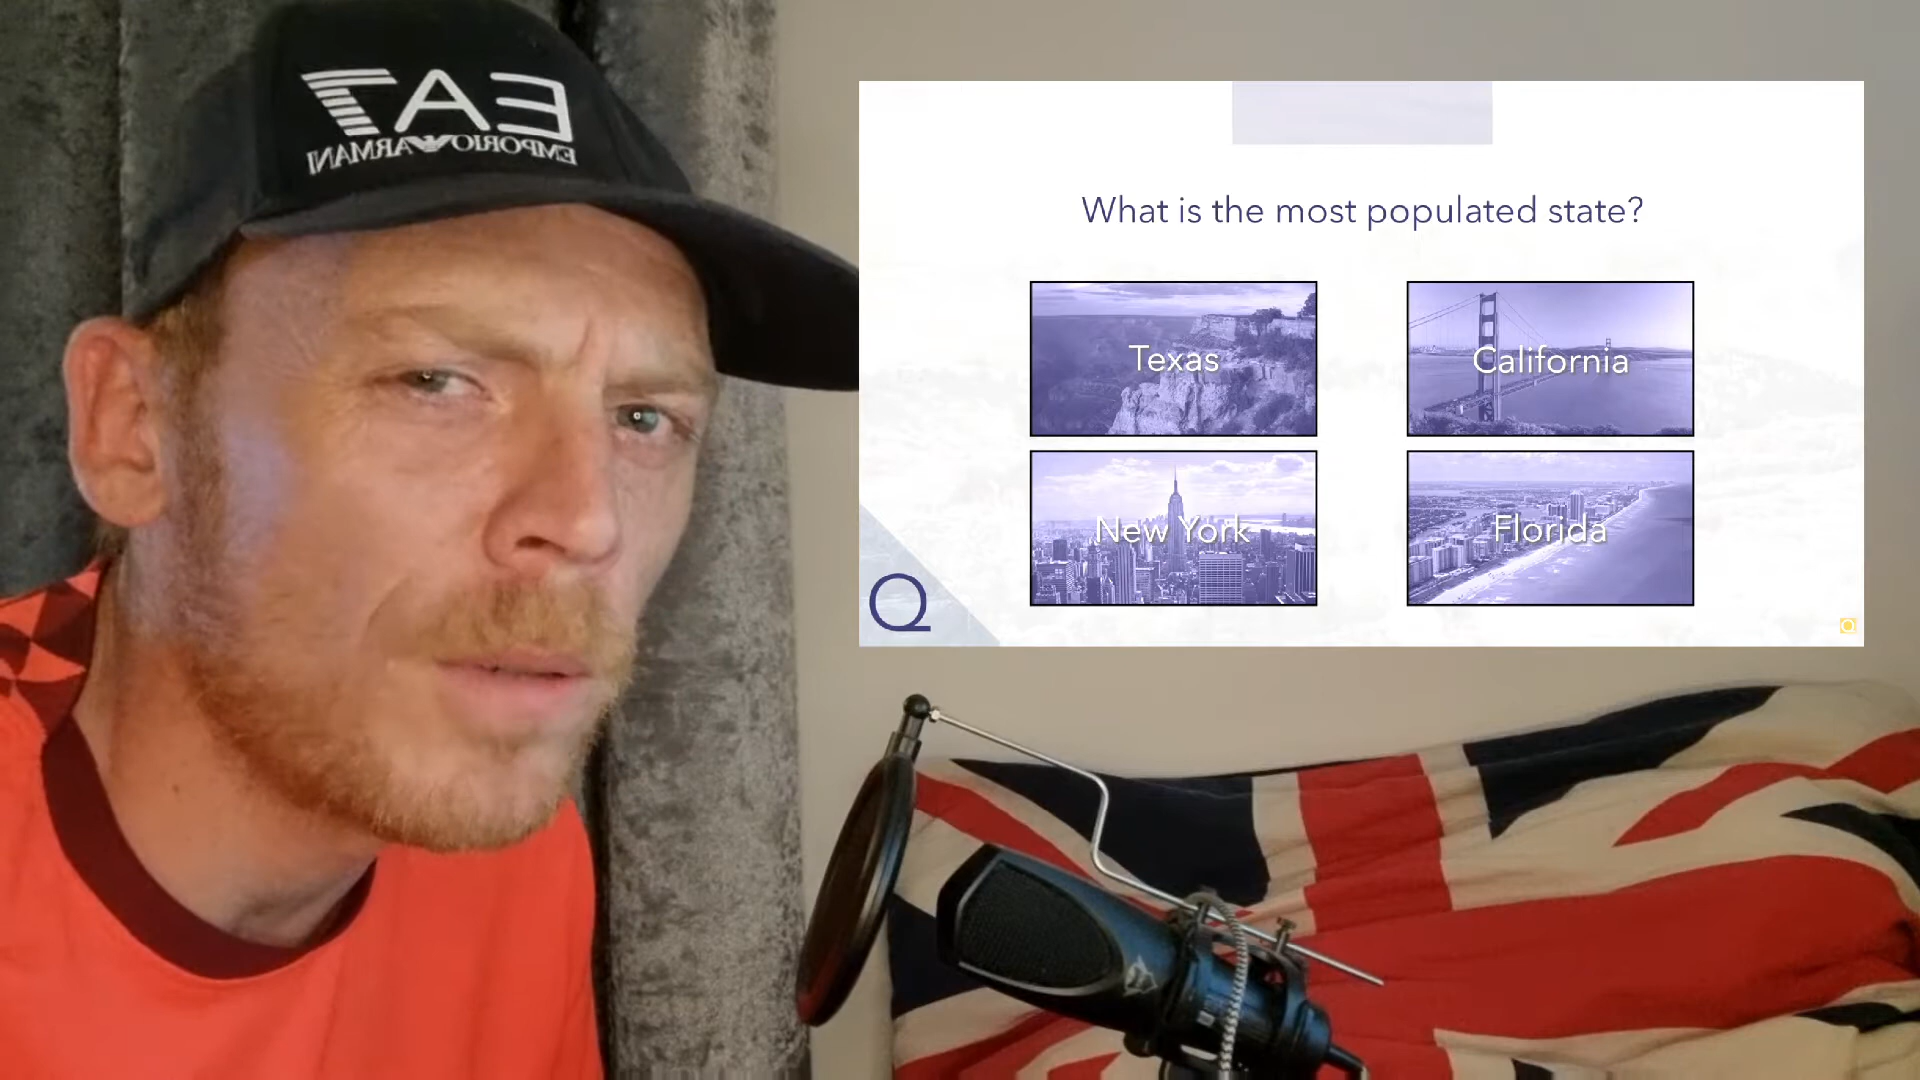 EA7
EMPORIO ARMANI
What is the most populated state?
Texas
California
New York
Florida
Q